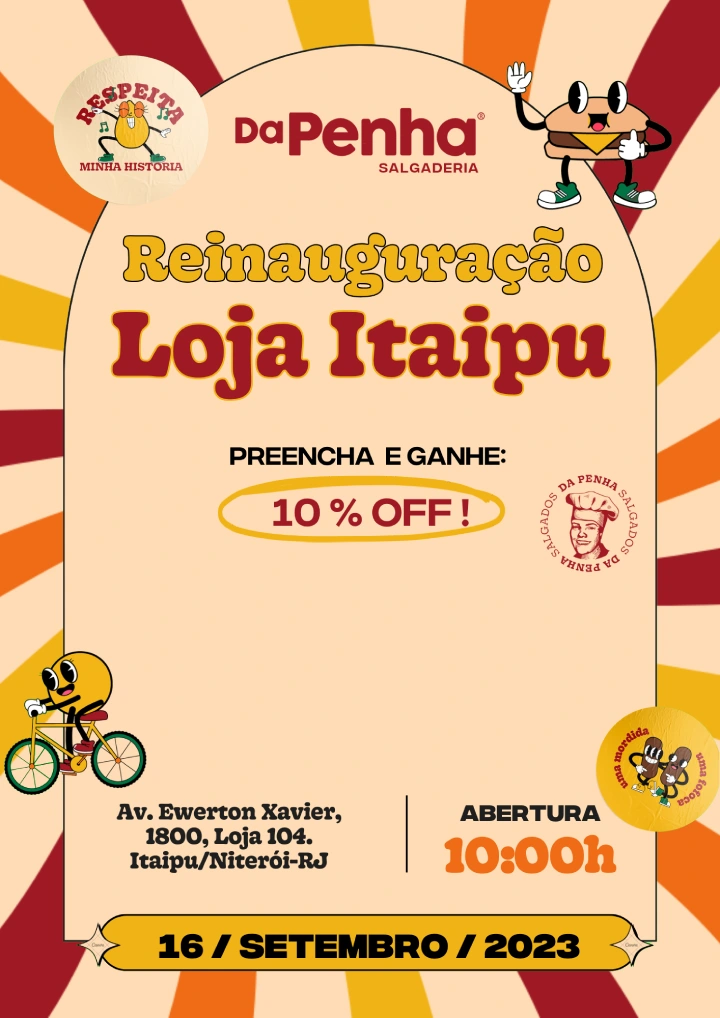 RESPEITA
MINHA HISTÓRIA
DaPenha®
SALGADERIA
Reinauguração
Loja Itaipu
PREENCHA E GANHE:
10 % OFF !
SALGADOS DA PENHA SALGADOS DA PENHA
uma mordida
uma fofoca
Av. Ewerton Xavier,
1800, Loja 104.
Itaipu/Niterói-RJ
ABERTURA
10:00h
16 / SETEMBRO / 2023